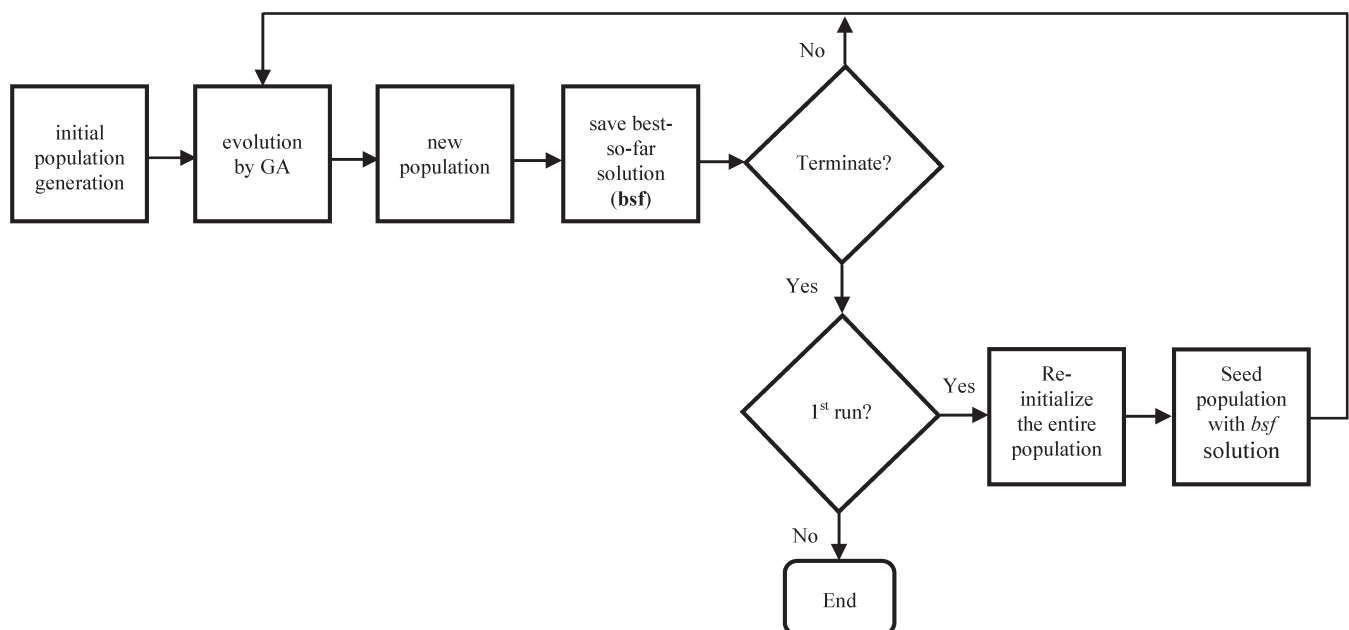 No
initial
population
generation
evolution
by GA
new
population
save best-
so-far
solution
(bsf)
Terminate?
Yes
1st run?
Yes
Re-
initialize
the entire
population
Seed
population
with bsf
solution
No
End